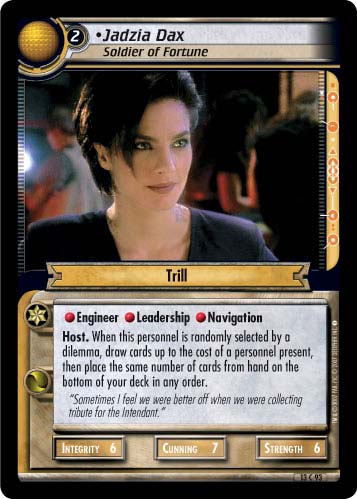 2
•Jadzia Dax
Soldier of Fortune
Trill
Engineer Leadership Navigation
Host. When this personnel is randomly selected by a
dilemma, draw cards up to the cost of a personnel present,
then place the same number of cards from hand on the
bottom of your deck in any order.
"Sometimes I feel we were better off when we were collecting
tribute for the Intendant."
INTEGRITY 6
CUNNING 7
STRENGTH 6
15 C 95